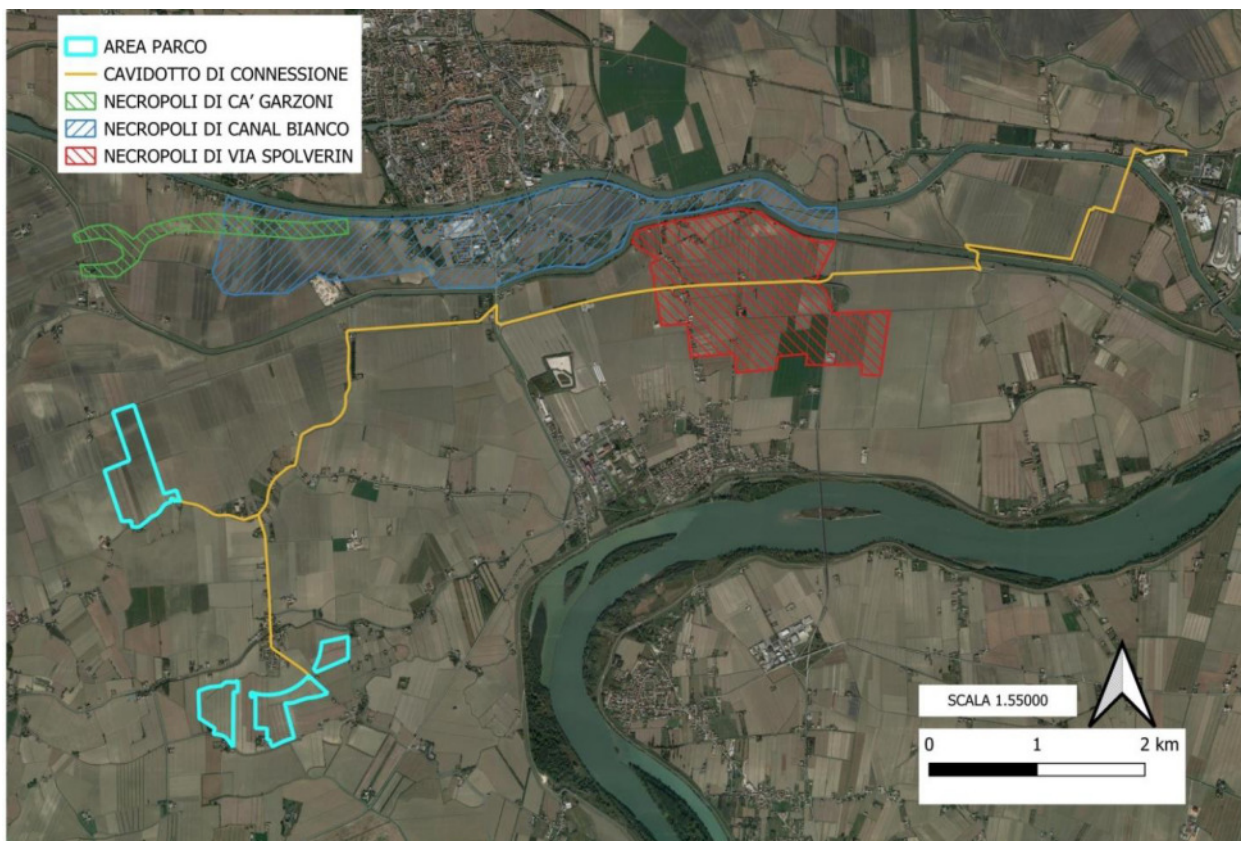 AREA PARCO
CAVIDOTTO DI CONNESSIONE
NECROPOLI DI CA' GARZONI
NECROPOLI DI CANAL BIANCO
NECROPOLI DI VIA SPOLVERIN
SCALA 1.55000
0 1 2 km